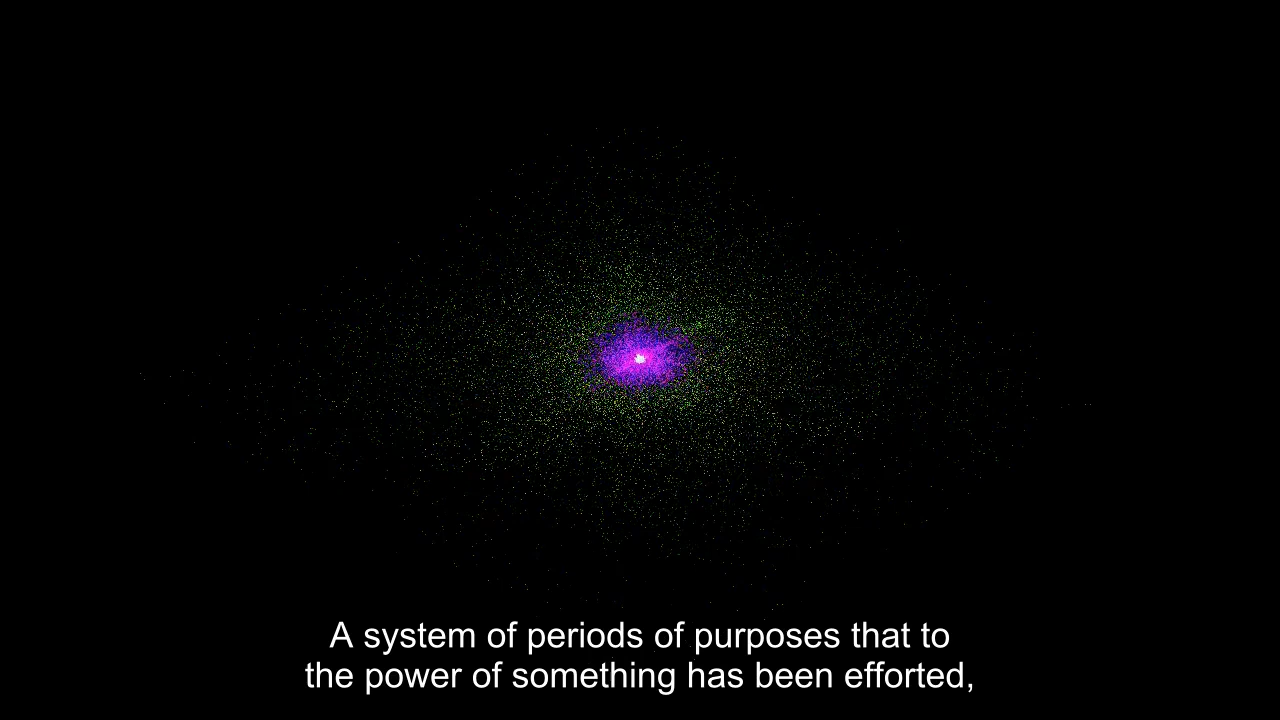 A system of periods of purposes that to
the power of something has been efforted,